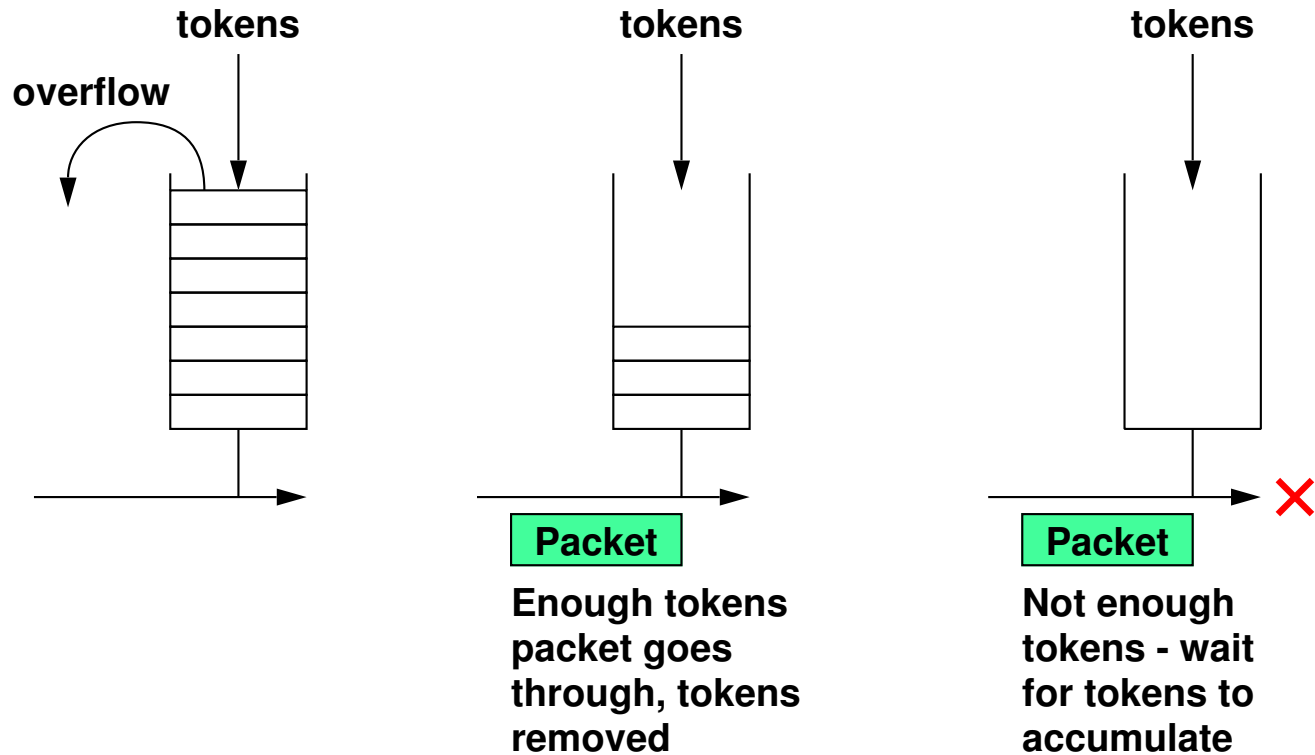 tokens
overflow
tokens
Packet
Enough tokens
packet goes
through, tokens
removed
tokens
Packet
Not enough
tokens - wait
for tokens to
accumulate